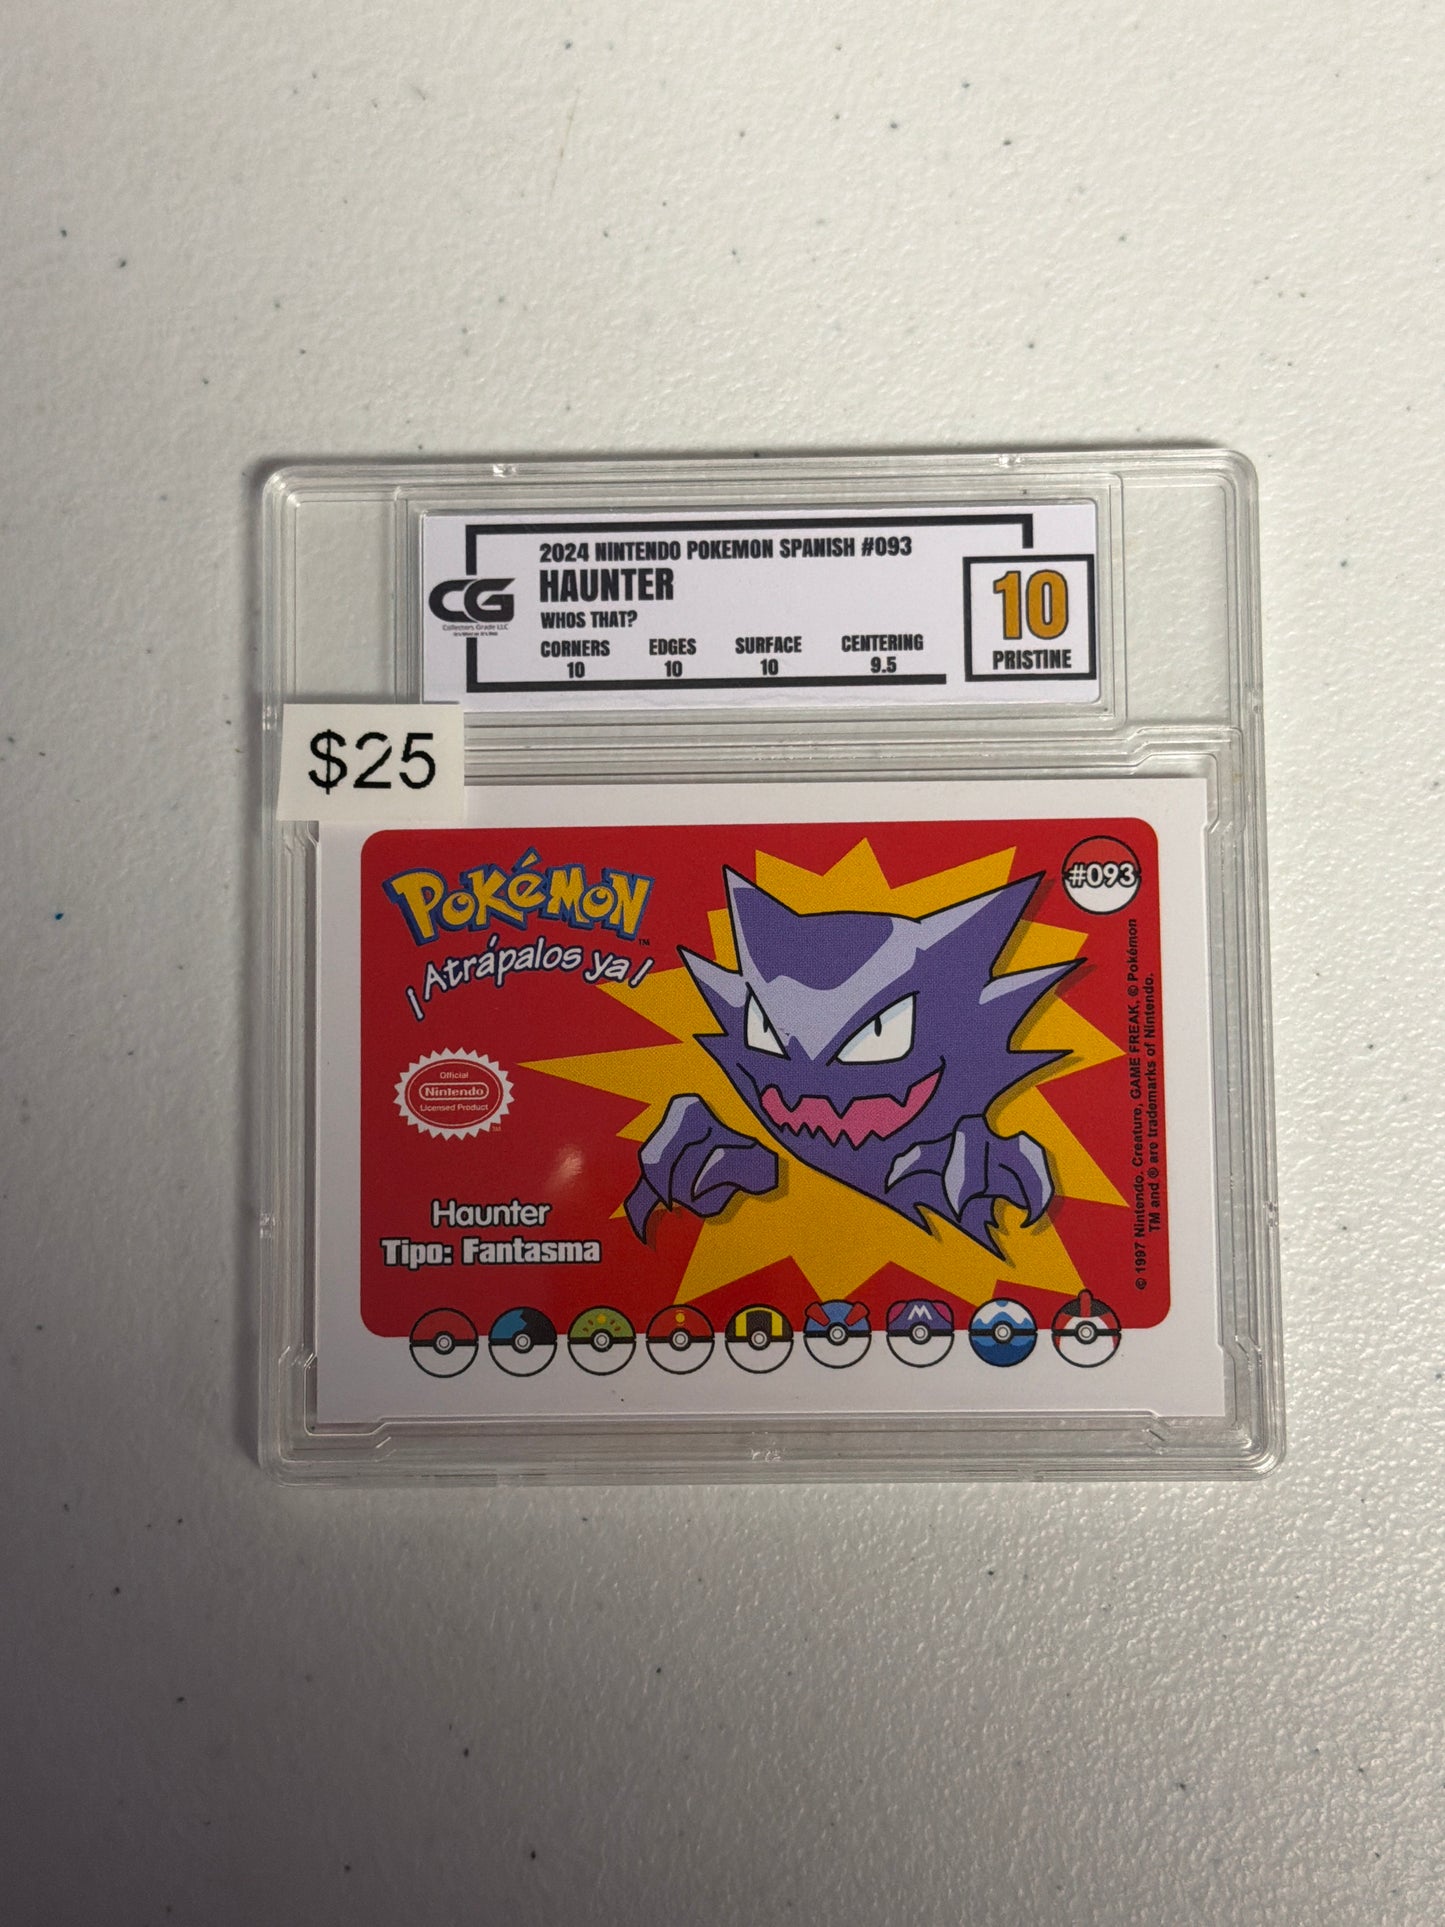 2024 NINTENDO POKEMON SPANISH #093
HAUNTER
WHOS THAT?
CORNERS EDGES SURFACE CENTERING
10 10 10 9.5
10
PRISTINE
CG
Collectors Grade LLC
$25
POKéMON
TM
¡Atrápalos ya!
#093
Official
Nintendo
Licensed Product
TM
Haunter
Tipo: Fantasma
© 1997 Nintendo. Creature, GAME FREAK, © Pokémon
TM and ® are trademarks of Nintendo.